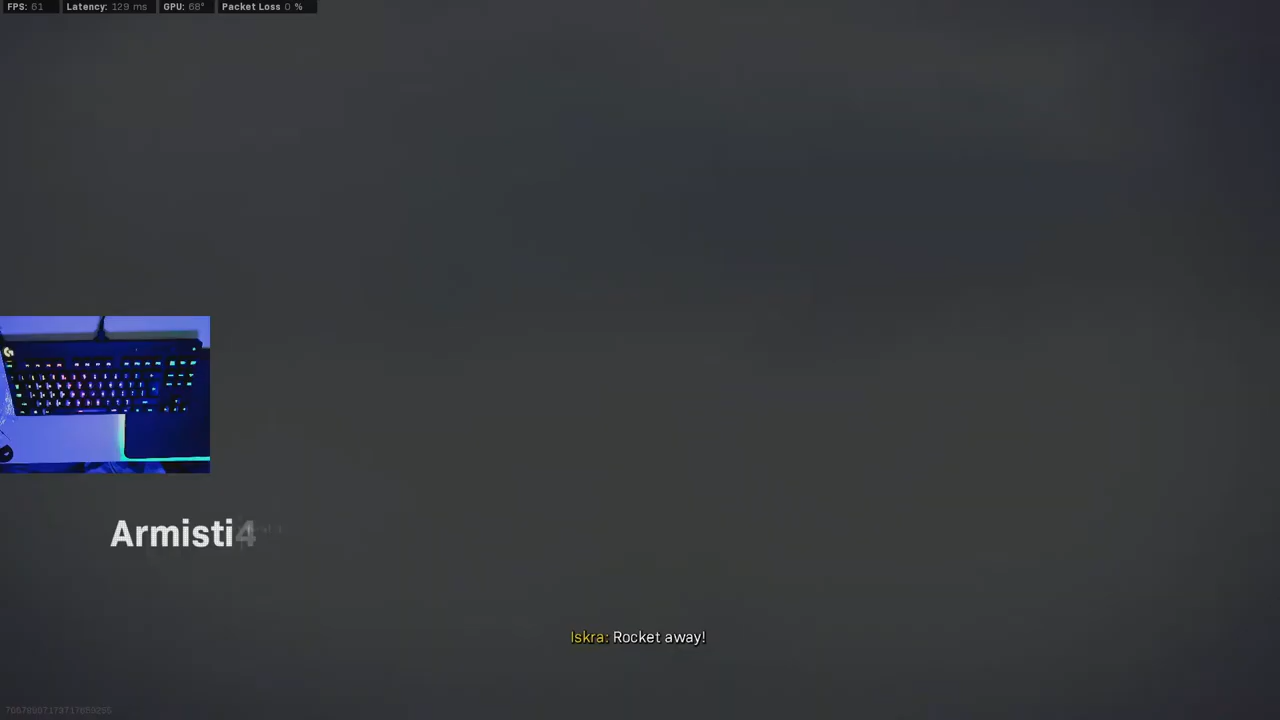 FPS: 61 Latency: 129 ms GPU: 68° Packet Loss 0 %
Armisti4
Iskra: Rocket away!